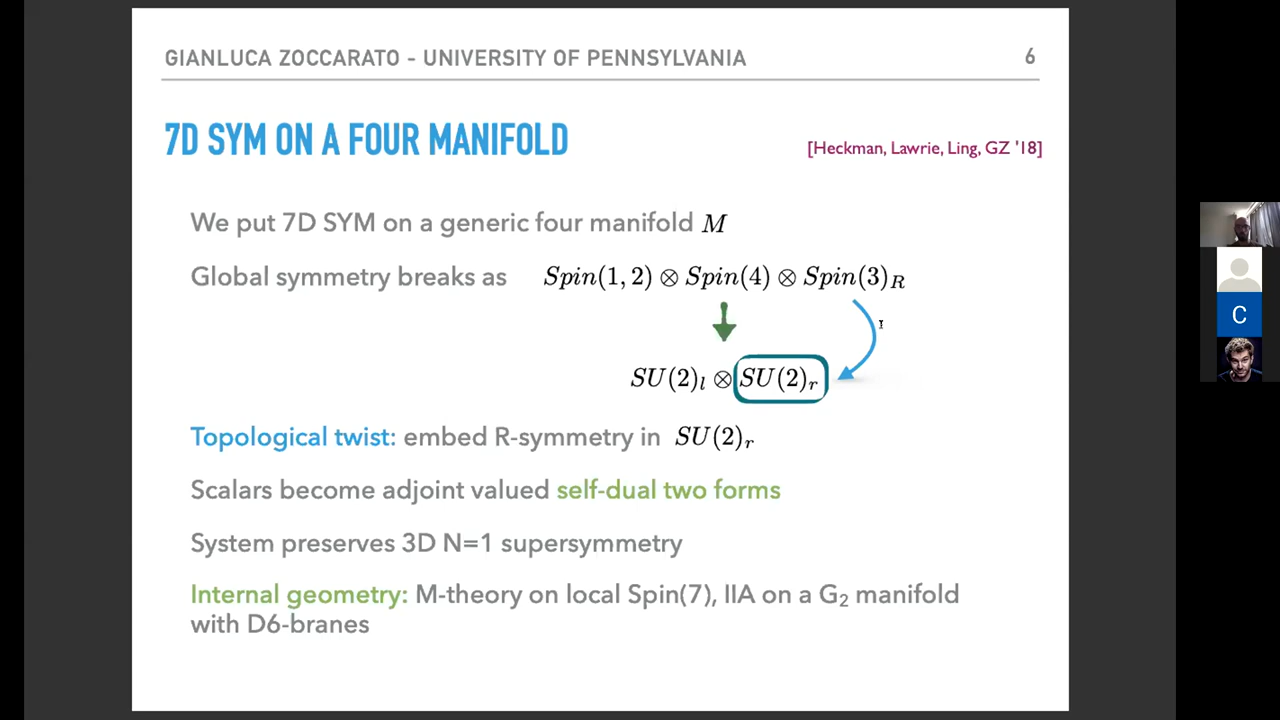 GIANLUCA ZOCCARATO - UNIVERSITY OF PENNSYLVANIA 6
7D SYM ON A FOUR MANIFOLD [Heckman, Lawrie, Ling, GZ '18]
We put 7D SYM on a generic four manifold M
Global symmetry breaks as Spin(1, 2) ⊗ Spin(4) ⊗ Spin(3)_R
SU(2)_l ⊗ SU(2)_r
Topological twist: embed R-symmetry in SU(2)_r
Scalars become adjoint valued self-dual two forms
System preserves 3D N=1 supersymmetry
Internal geometry: M-theory on local Spin(7), IIA on a G₂ manifold
with D6-branes
C